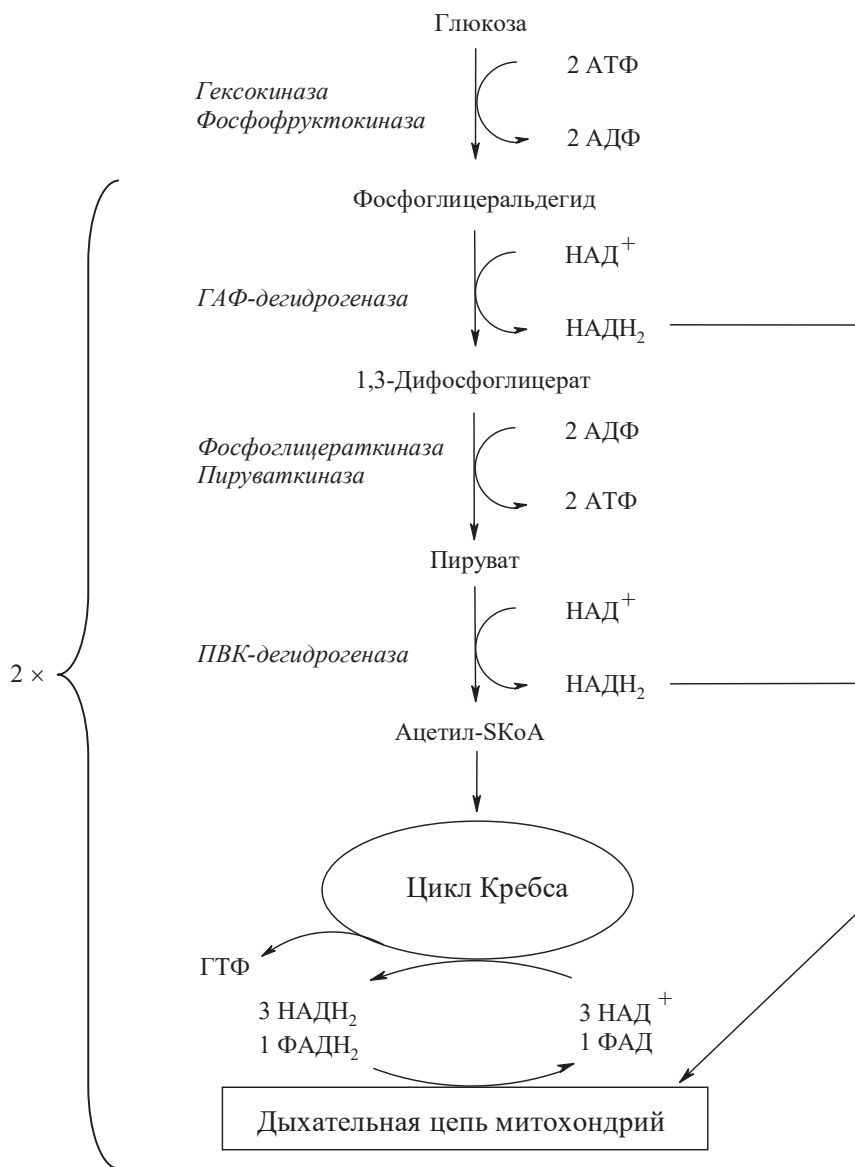 Глюкоза
2 АТФ
Гексокиназа
Фосфофруктокиназа
2 АДФ
Фосфоглицеральдегид
НАД⁺
ГАФ-дегидрогеназа
НАДН₂
1,3-Дифосфоглицерат
2 АДФ
Фосфоглицераткиназа
Пируваткиназа
2 АТФ
Пируват
НАД⁺
2 ×
ПВК-дегидрогеназа
НАДН₂
Ацетил-SКоА
Цикл Кребса
ГТФ
3 НАДН₂
1 ФАДН₂
3 НАД⁺
1 ФАД
Дыхательная цепь митохондрий